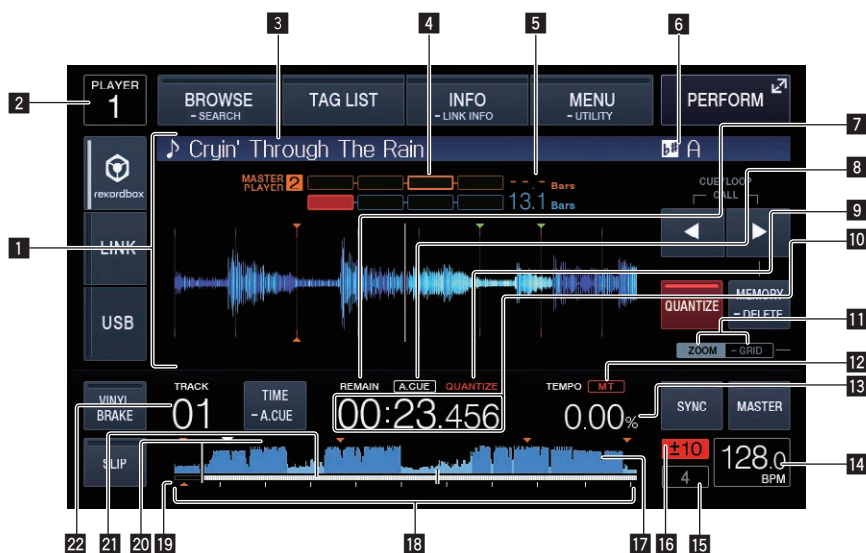 3 4 5 6
2 PLAYER 1 BROWSE - SEARCH TAG LIST INFO - LINK INFO MENU - UTILITY PERFORM
7
♪ Cryin' Through The Rain b# A
8
rekordbox MASTER PLAYER 2 --.- Bars CUE/LOOP CALL
13.1 Bars
9
1 LINK
10
USB QUANTIZE MEMORY - DELETE
11
ZOOM - GRID
12
VINYL BRAKE TRACK 01 TIME - A.CUE REMAIN A.CUE QUANTIZE 00:23.456 TEMPO MT 0.00% SYNC MASTER
13
SLIP ±10 128.0 BPM
14
4
22 21 20 19 18 17 16 15